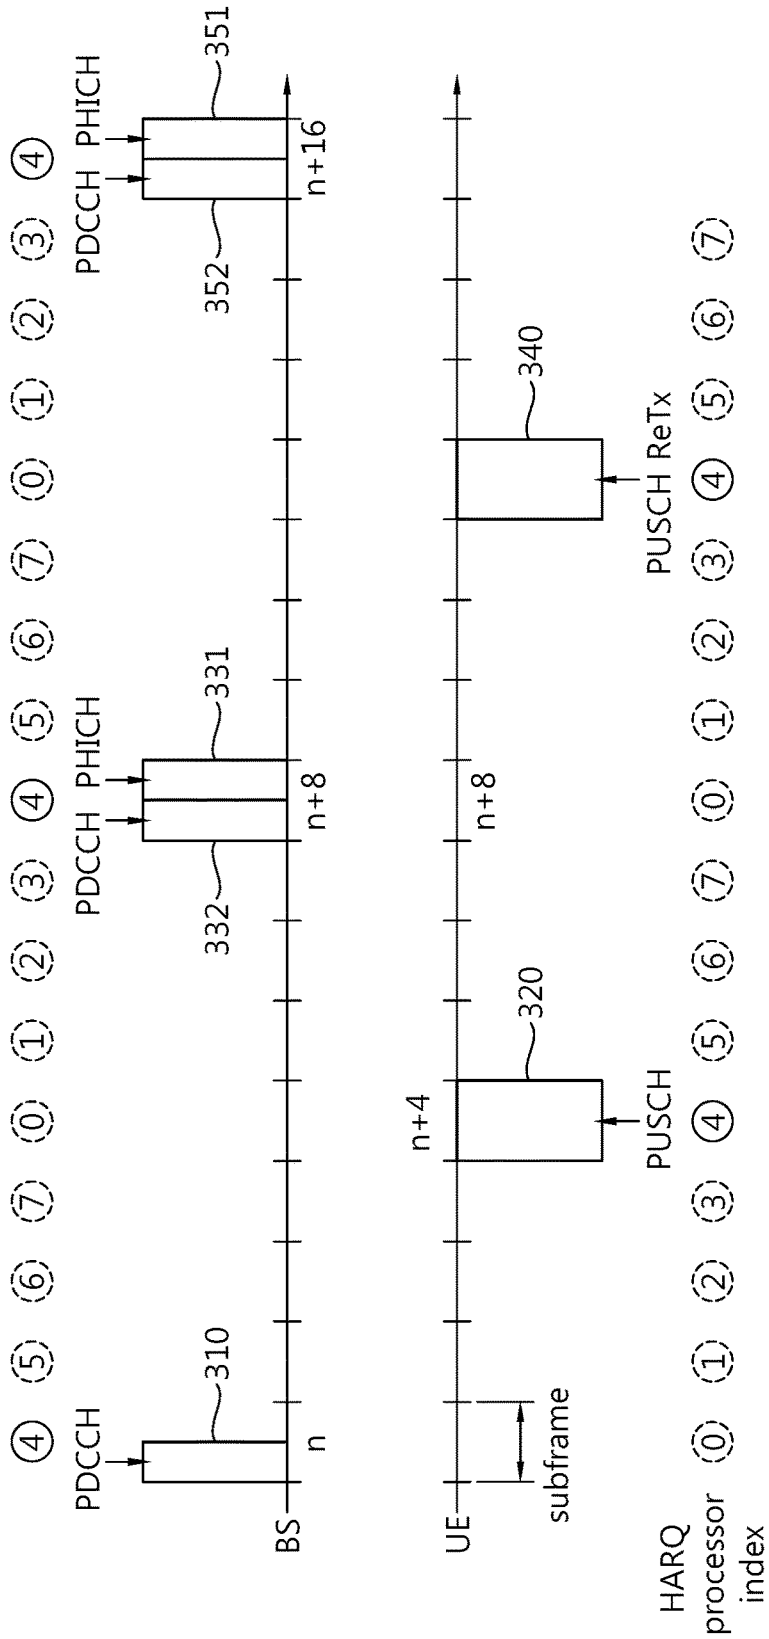 ④ ⑤ ⑥ ⑦ ⓪ ① ② ③ ④ ⑤ ⑥ ⑦ ⓪ ① ② ③ ④
PDCCH PDCCH PHICH PDCCH PHICH
310 332 331 352 351
BS
n n+8 n+16
n+4
UE
n+8
320 340
subframe
PUSCH PUSCH ReTx
HARQ
processor
index
⓪ ① ② ③ ④ ⑤ ⑥ ⑦ ⓪ ① ② ③ ④ ⑤ ⑥ ⑦